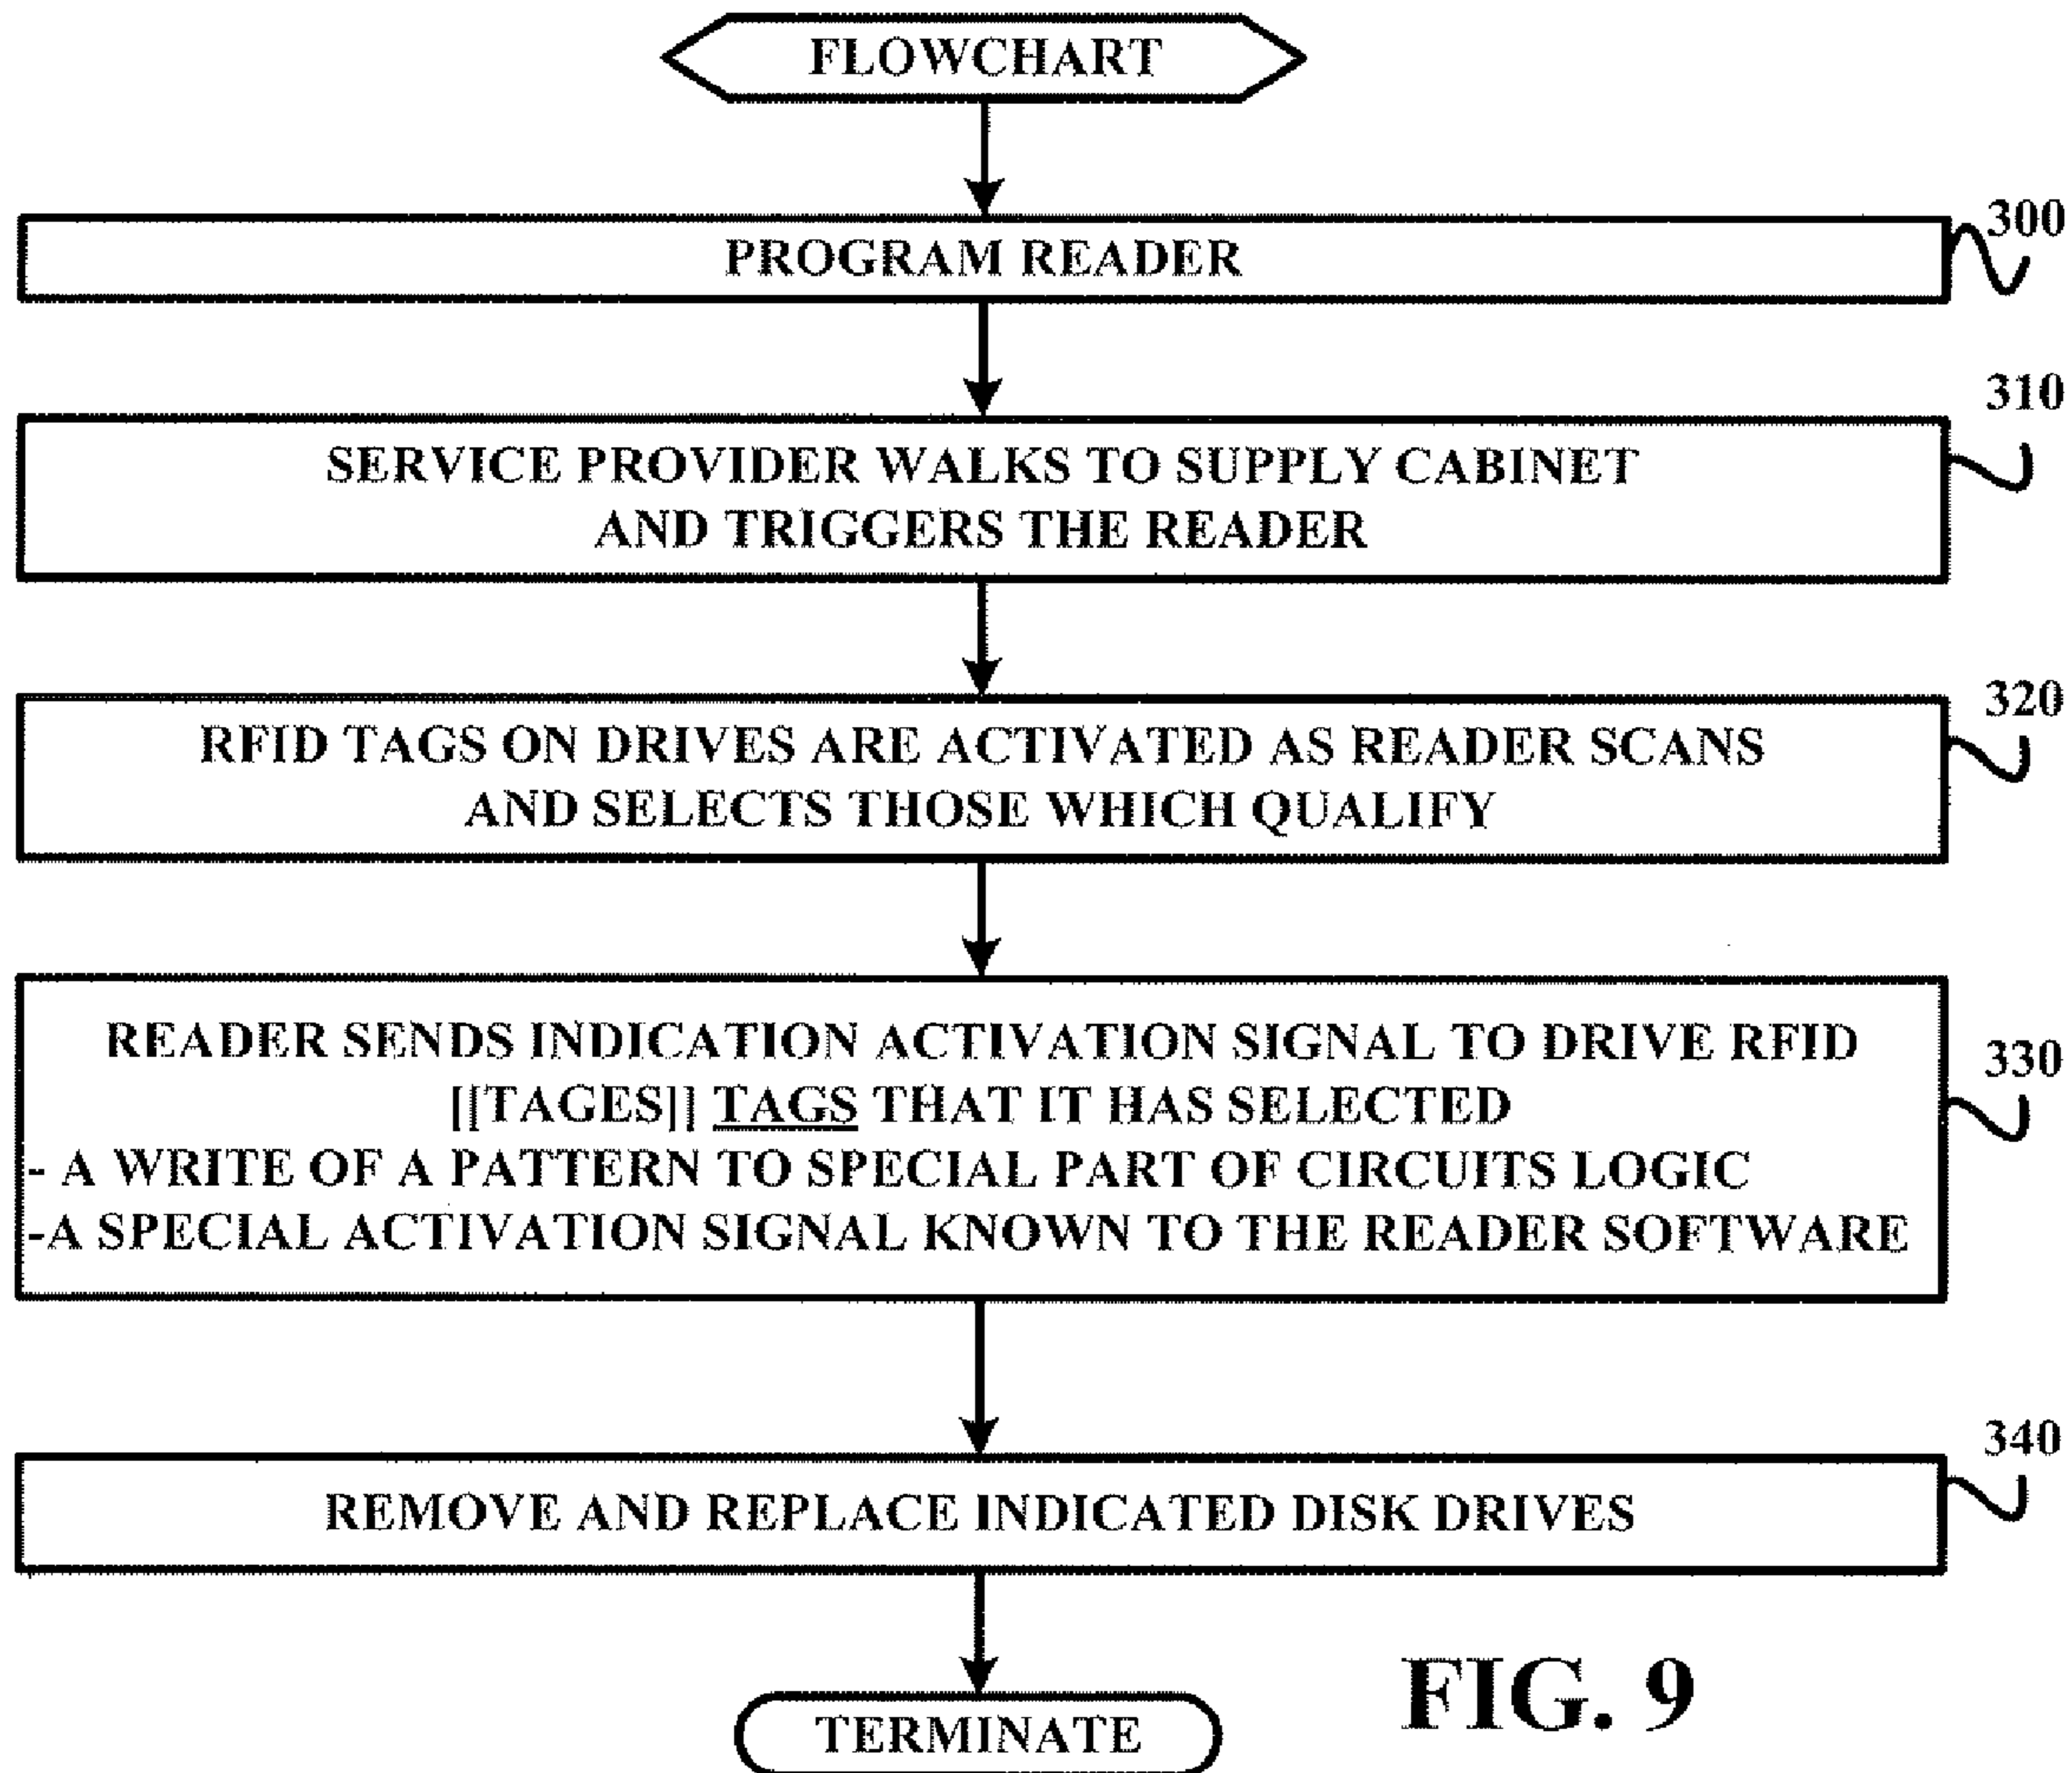 FLOWCHART
300
PROGRAM READER
310
SERVICE PROVIDER WALKS TO SUPPLY CABINET
AND TRIGGERS THE READER
320
RFID TAGS ON DRIVES ARE ACTIVATED AS READER SCANS
AND SELECTS THOSE WHICH QUALIFY
330
READER SENDS INDICATION ACTIVATION SIGNAL TO DRIVE RFID
[[TAGES]] TAGS THAT IT HAS SELECTED
- A WRITE OF A PATTERN TO SPECIAL PART OF CIRCUITS LOGIC
-A SPECIAL ACTIVATION SIGNAL KNOWN TO THE READER SOFTWARE
340
REMOVE AND REPLACE INDICATED DISK DRIVES
TERMINATE
FIG. 9